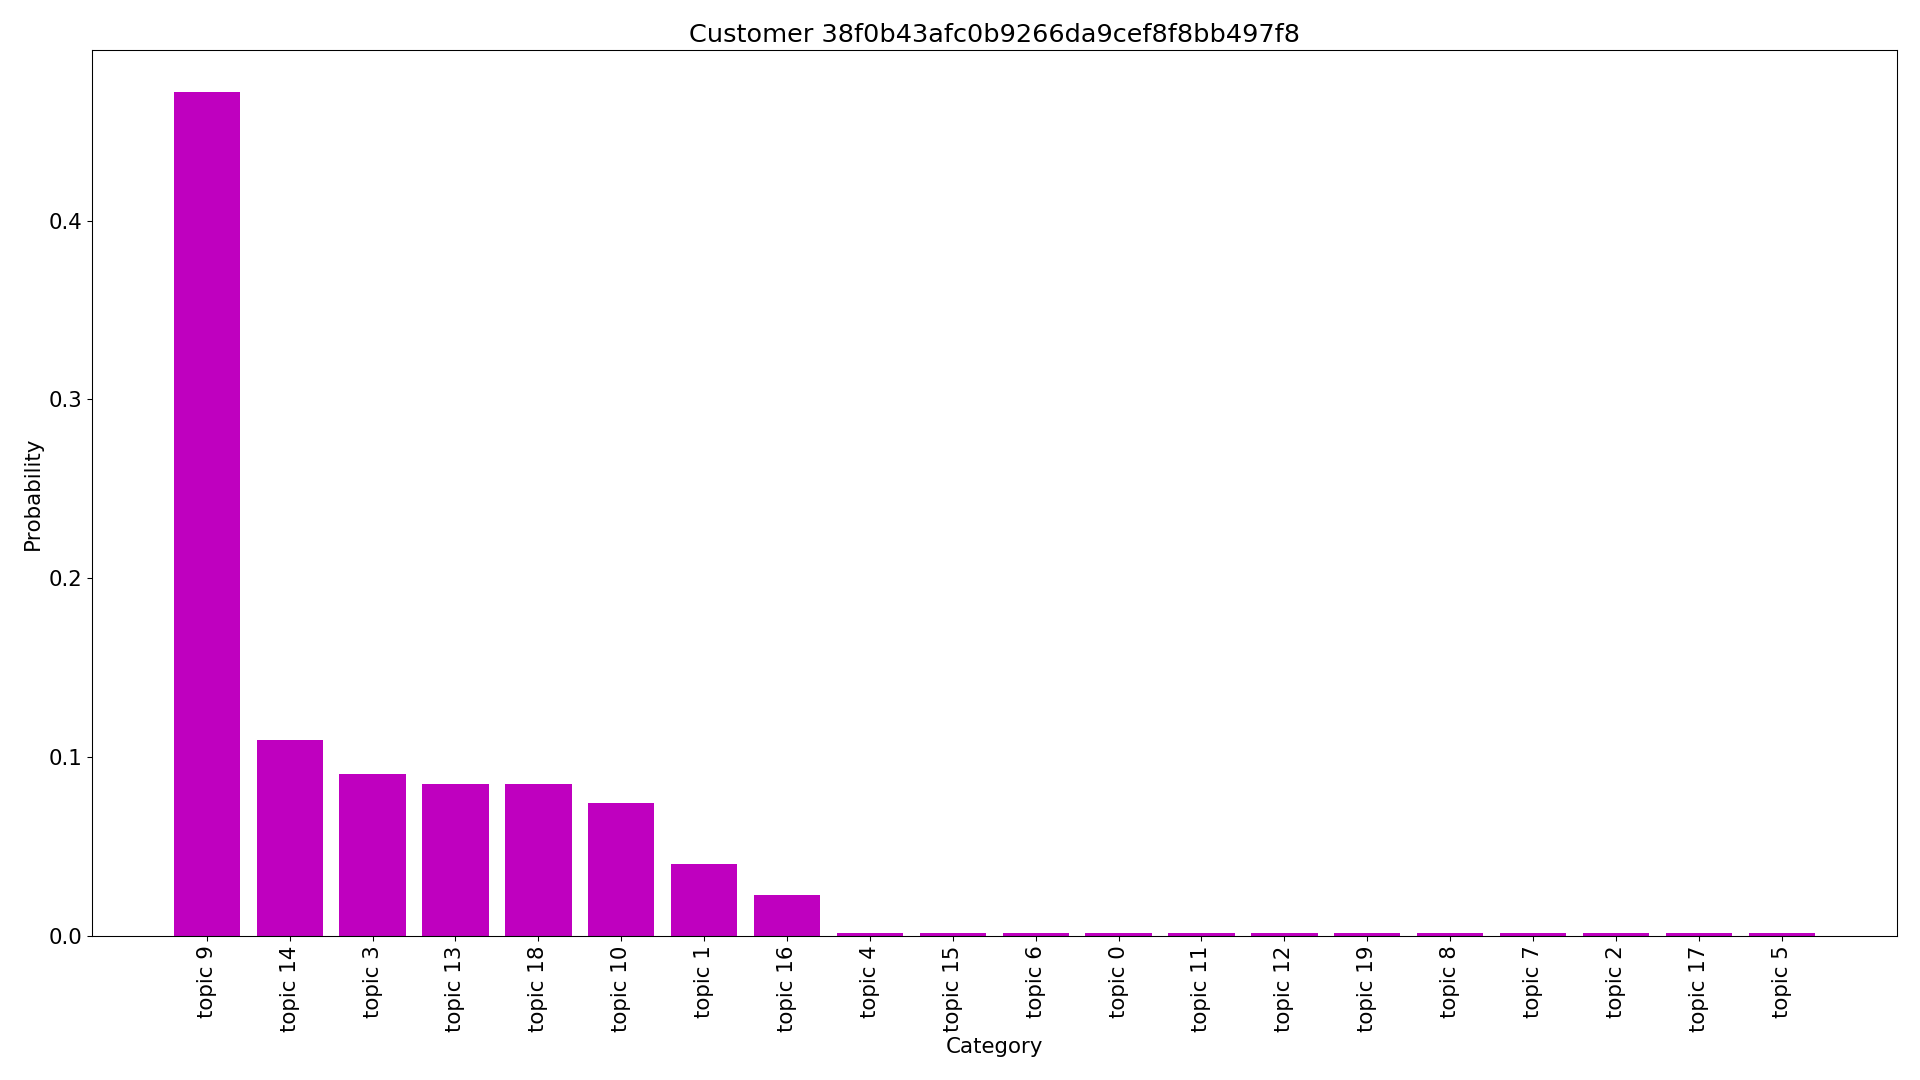 Customer 38f0b43afc0b9266da9cef8f8bb497f8
Probability
0.4
0.3
0.2
0.1
0.0
topic 9
topic 14
topic 3
topic 13
topic 18
topic 10
topic 1
topic 16
topic 4
topic 15
topic 6
topic 0
topic 11
topic 12
topic 19
topic 8
topic 7
topic 2
topic 17
topic 5
Category